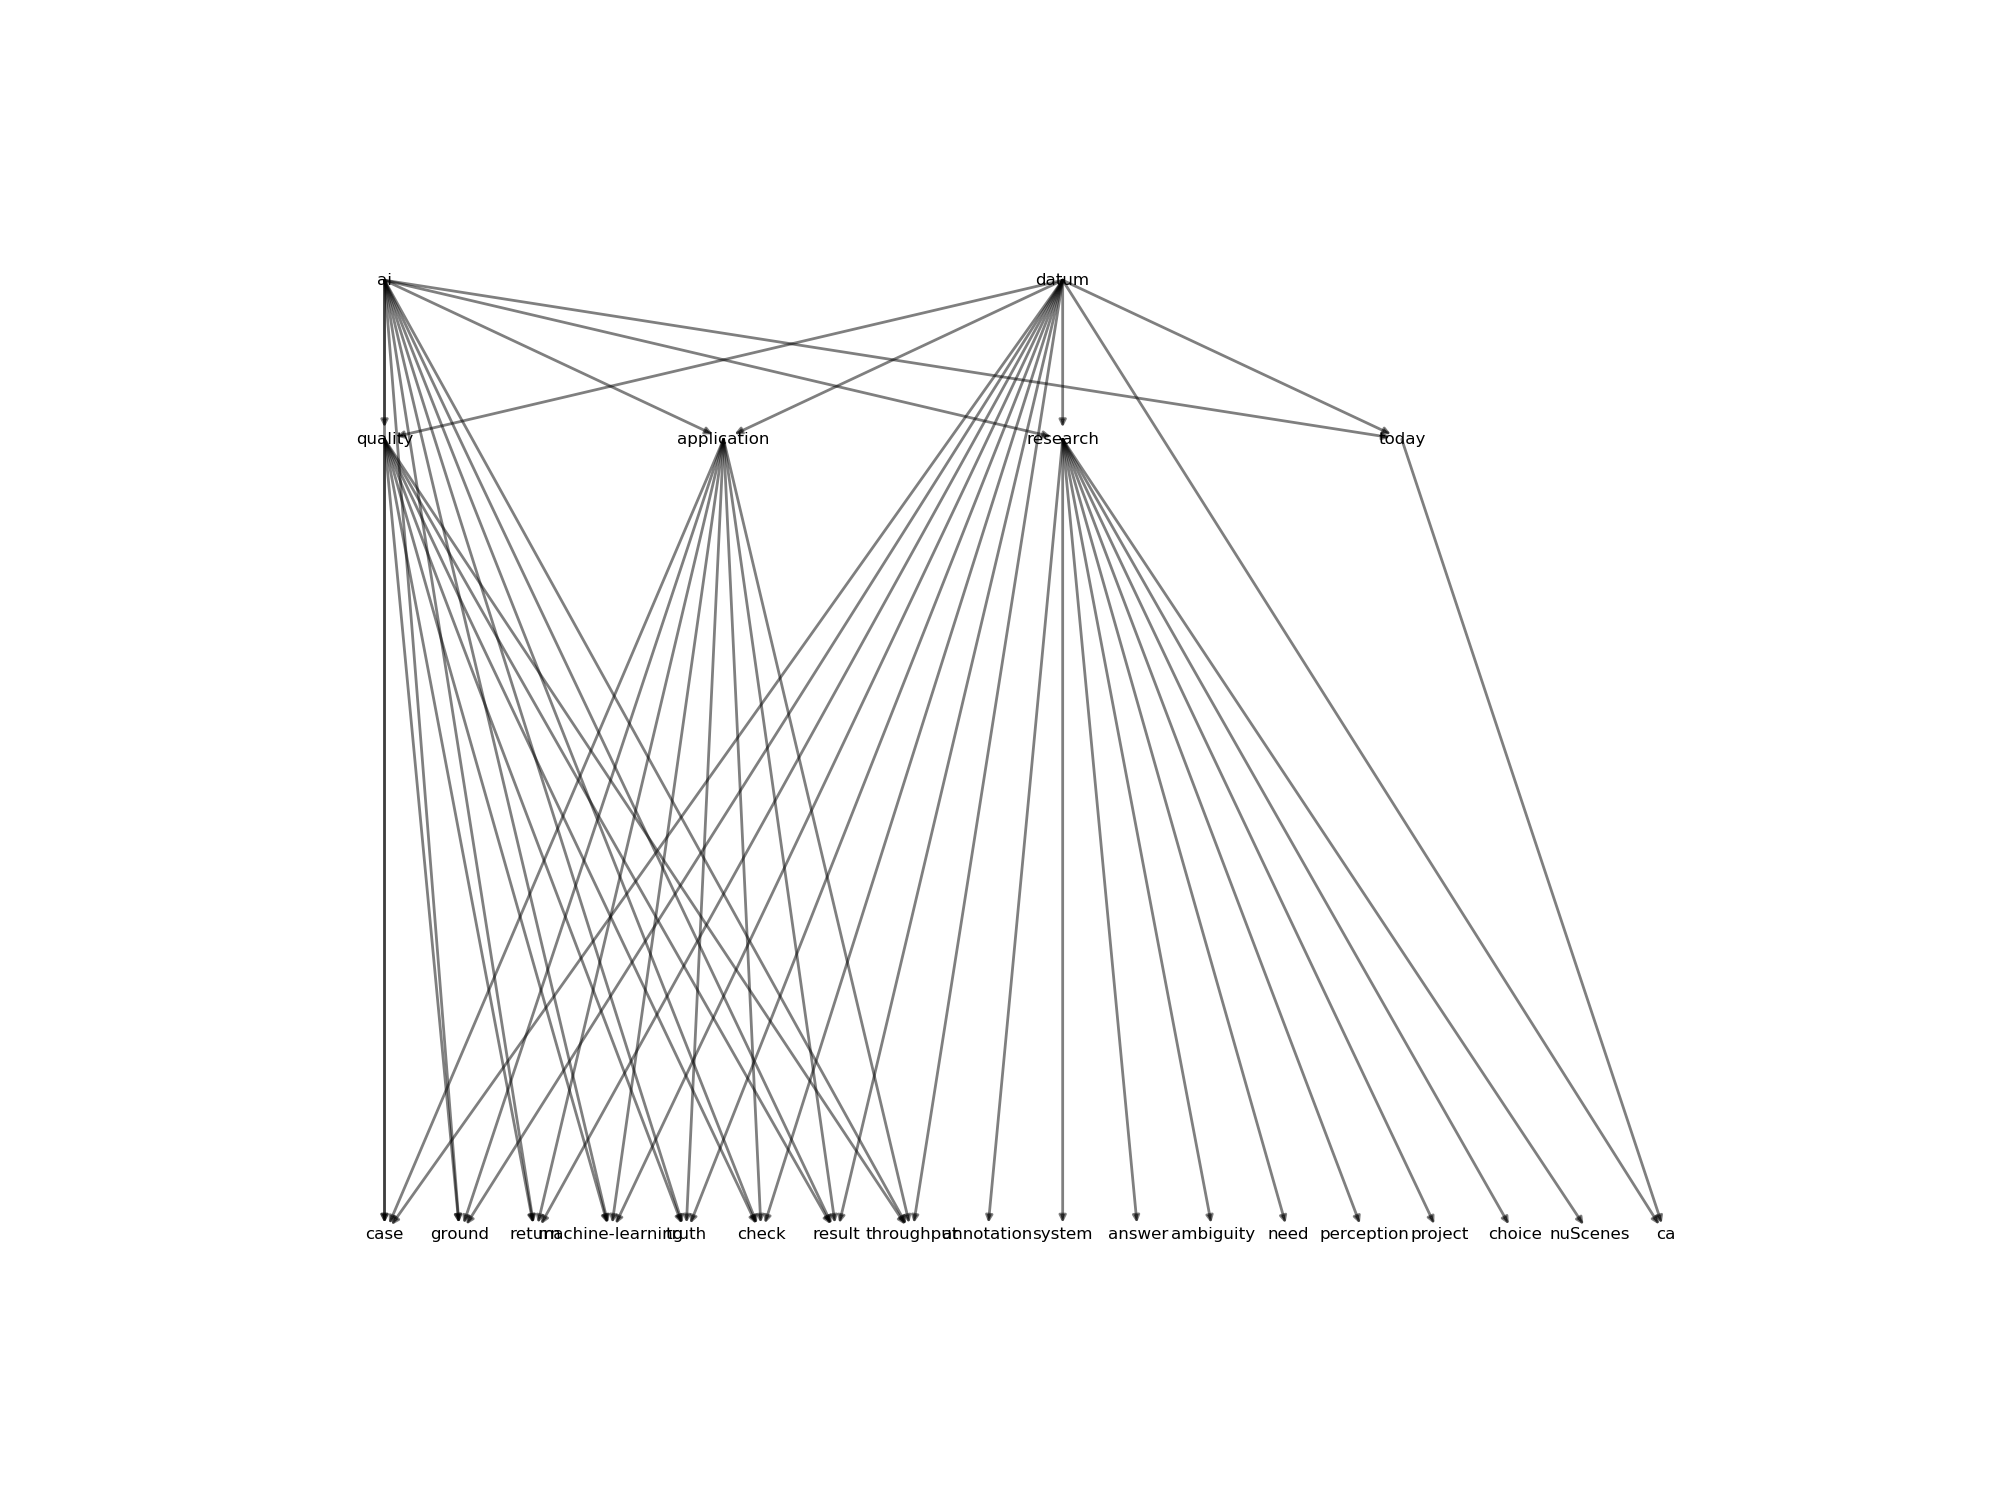 ai datum
quality application research today
case ground return machine-learning truth check result throughput annotation system answer ambiguity need perception project choice nuScenes ca